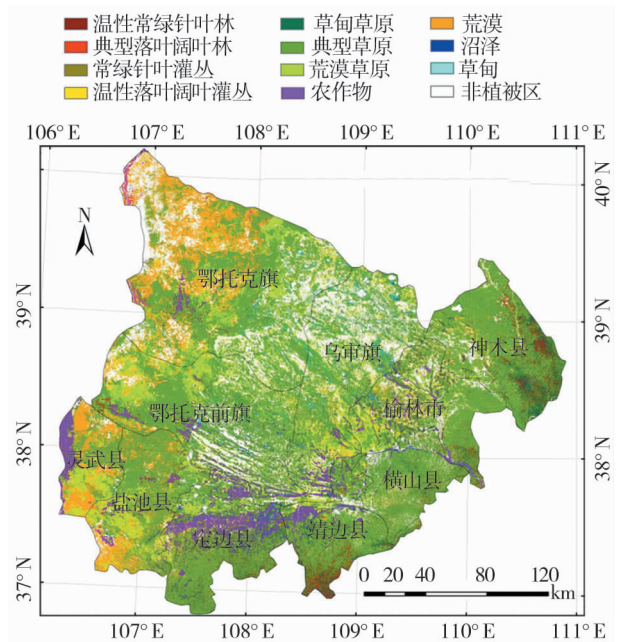 温性常绿针叶林 草甸草原 荒漠
典型落叶阔叶林 典型草原 沼泽
常绿针叶灌丛 荒漠草原 草甸
温性落叶阔叶灌丛 农作物 非植被区
106° E 107° E 108° E 109° E 110° E 111° E
N
40° N
鄂托克旗
39° N 39° N
乌审旗 神木县
鄂托克前旗 榆林市
38° N 38° N
灵武县
横山县
盐池县
定边县 靖边县
37° N 37° N
0 20 40 80 120
km
107° E 108° E 109° E 110° E 111° E